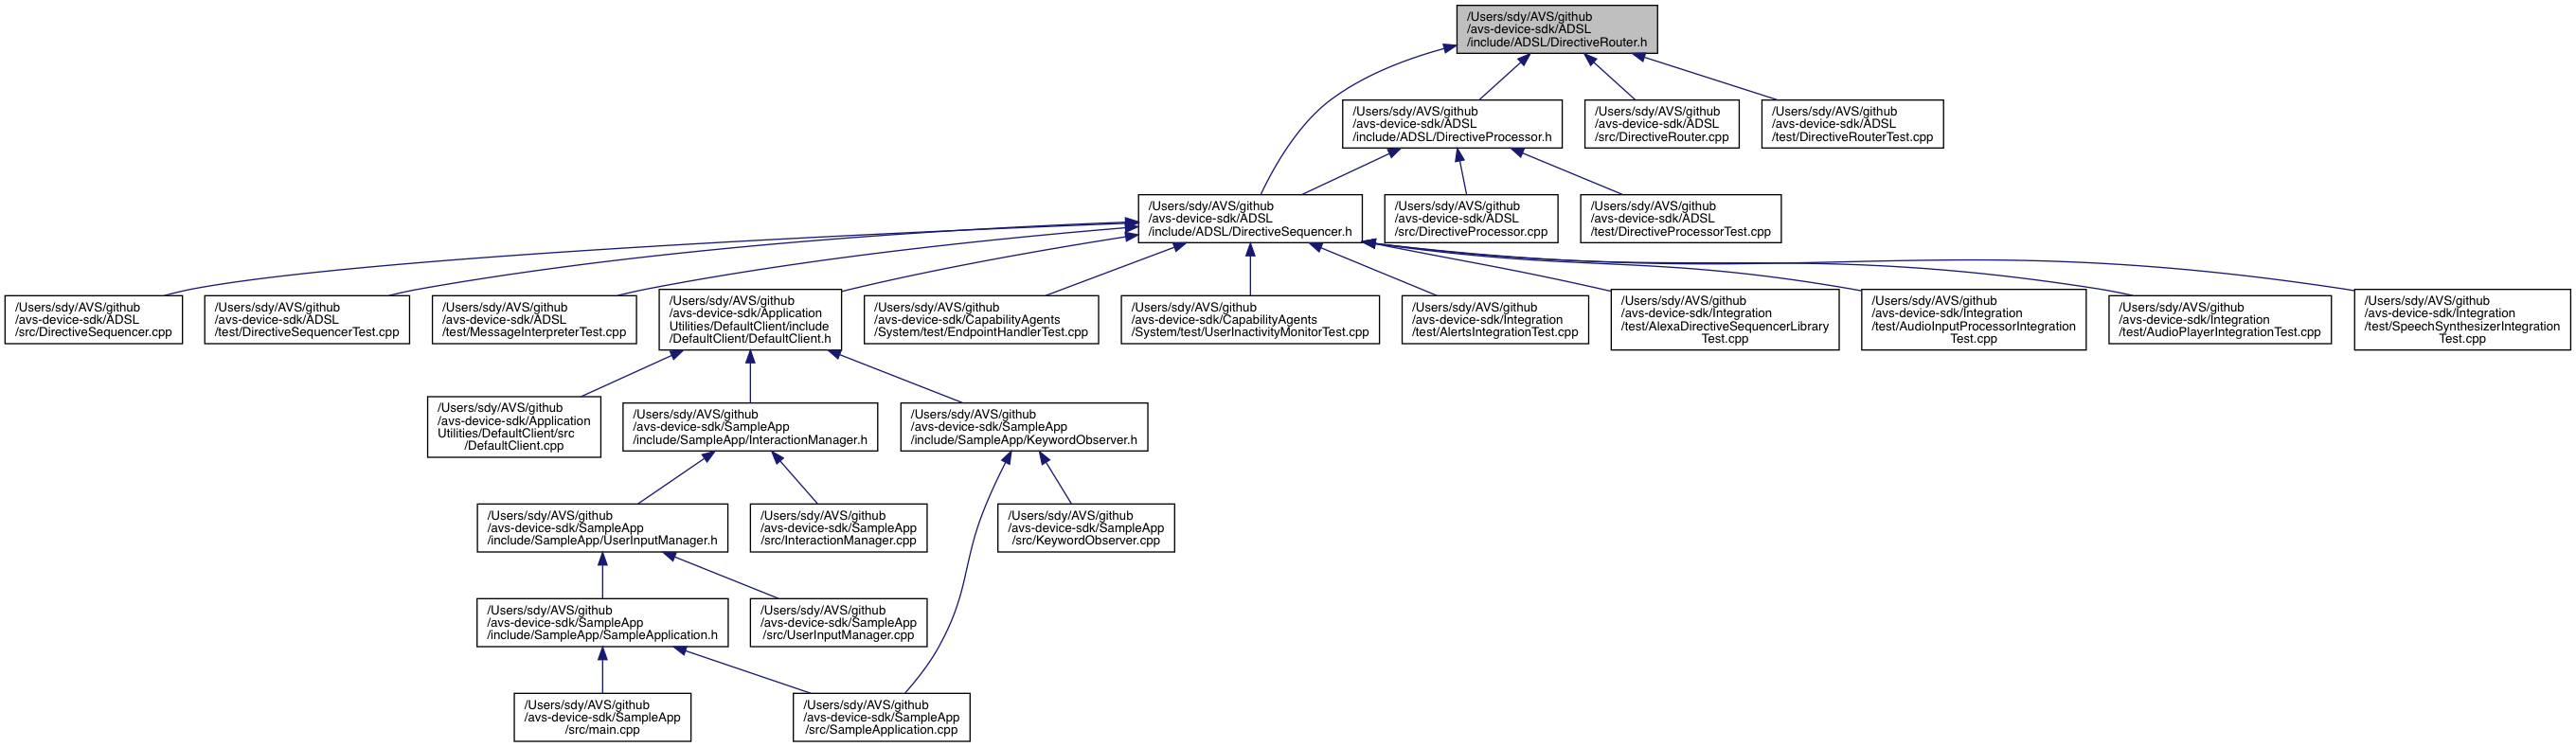 /Users/sdy/AVS/github
/avs-device-sdk/ADSL
/include/ADSL/DirectiveRouter.h
/Users/sdy/AVS/github
/avs-device-sdk/ADSL
/include/ADSL/DirectiveProcessor.h
/Users/sdy/AVS/github
/avs-device-sdk/ADSL
/src/DirectiveRouter.cpp
/Users/sdy/AVS/github
/avs-device-sdk/ADSL
/test/DirectiveRouterTest.cpp
/Users/sdy/AVS/github
/avs-device-sdk/ADSL
/include/ADSL/DirectiveSequencer.h
/Users/sdy/AVS/github
/avs-device-sdk/ADSL
/src/DirectiveProcessor.cpp
/Users/sdy/AVS/github
/avs-device-sdk/ADSL
/test/DirectiveProcessorTest.cpp
/Users/sdy/AVS/github
/avs-device-sdk/ADSL
/src/DirectiveSequencer.cpp
/Users/sdy/AVS/github
/avs-device-sdk/ADSL
/test/DirectiveSequencerTest.cpp
/Users/sdy/AVS/github
/avs-device-sdk/ADSL
/test/MessageInterpreterTest.cpp
/Users/sdy/AVS/github
/avs-device-sdk/Application
Utilities/DefaultClient/include
/DefaultClient/DefaultClient.h
/Users/sdy/AVS/github
/avs-device-sdk/CapabilityAgents
/System/test/EndpointHandlerTest.cpp
/Users/sdy/AVS/github
/avs-device-sdk/CapabilityAgents
/System/test/UserInactivityMonitorTest.cpp
/Users/sdy/AVS/github
/avs-device-sdk/Integration
/test/AlertsIntegrationTest.cpp
/Users/sdy/AVS/github
/avs-device-sdk/Integration
/test/AlexaDirectiveSequencerLibrary
Test.cpp
/Users/sdy/AVS/github
/avs-device-sdk/Integration
/test/AudioInputProcessorIntegration
Test.cpp
/Users/sdy/AVS/github
/avs-device-sdk/Integration
/test/AudioPlayerIntegrationTest.cpp
/Users/sdy/AVS/github
/avs-device-sdk/Integration
/test/SpeechSynthesizerIntegration
Test.cpp
/Users/sdy/AVS/github
/avs-device-sdk/Application
Utilities/DefaultClient/src
/DefaultClient.cpp
/Users/sdy/AVS/github
/avs-device-sdk/SampleApp
/include/SampleApp/InteractionManager.h
/Users/sdy/AVS/github
/avs-device-sdk/SampleApp
/include/SampleApp/KeywordObserver.h
/Users/sdy/AVS/github
/avs-device-sdk/SampleApp
/include/SampleApp/UserInputManager.h
/Users/sdy/AVS/github
/avs-device-sdk/SampleApp
/src/InteractionManager.cpp
/Users/sdy/AVS/github
/avs-device-sdk/SampleApp
/src/KeywordObserver.cpp
/Users/sdy/AVS/github
/avs-device-sdk/SampleApp
/include/SampleApp/SampleApplication.h
/Users/sdy/AVS/github
/avs-device-sdk/SampleApp
/src/UserInputManager.cpp
/Users/sdy/AVS/github
/avs-device-sdk/SampleApp
/src/main.cpp
/Users/sdy/AVS/github
/avs-device-sdk/SampleApp
/src/SampleApplication.cpp